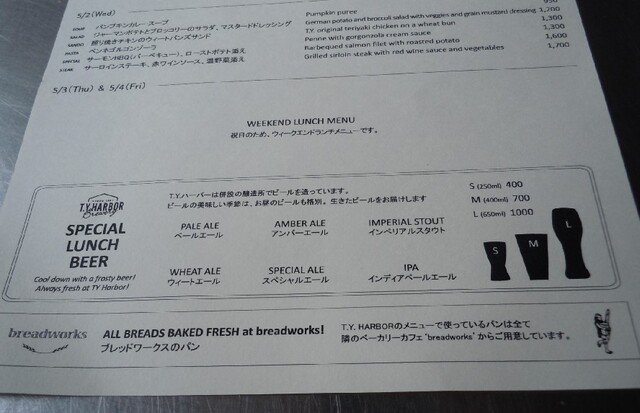 5/2(Wed)
SOUP パンプキンカレースープ Pumpkin puree 950
SALAD ジャーマンポテトとブロッコリーのサラダ、マスタードドレッシング German potato and broccoli salad with veggies and grain mustard dressing 1,200
SANDO 照り焼きチキンのウィートバンズサンド T.Y. original teriyaki chicken on a wheat bun. 1,300
PASTA ペンネゴルゴンゾーラ Penne with gorgonzola cream sauce 1,300
SPECIAL サーモンBBQ(バーベキュー)、ローストポテト添え Barbequed salmon filet with roasted potato 1,600
STEAK サーロインステーキ、赤ワインソース、温野菜添え Grilled sirloin steak with red wine sauce and vegetables 1,700
5/3(Thu) & 5/4(Fri)
WEEKEND LUNCH MENU
祝日のため、ウィークエンドランチメニューです。
T.Y.HARBOR
Brewery
SPECIAL
LUNCH
BEER
Cool down with a frosty beer!
Always fresh at TY Harbor!
T.Y.ハーバーは併設の醸造所でビールを造っています。
ビールの美味しい季節は、お昼のビールも格別。生きたビールをお届けします
PALE ALE AMBER ALE IMPERIAL STOUT
ペールエール アンバーエール インペリアルスタウト
WHEAT ALE SPECIAL ALE IPA
ウィートエール スペシャルエール インディアペールエール
S (250ml) 400
M (400ml) 700
L (650ml) 1000
S M L
breadworks
ALL BREADS BAKED FRESH at breadworks!
ブレッドワークスのパン
T.Y. HARBORのメニューで使っているパンは全て
隣のベーカリーカフェ'breadworks'からご用意しています。